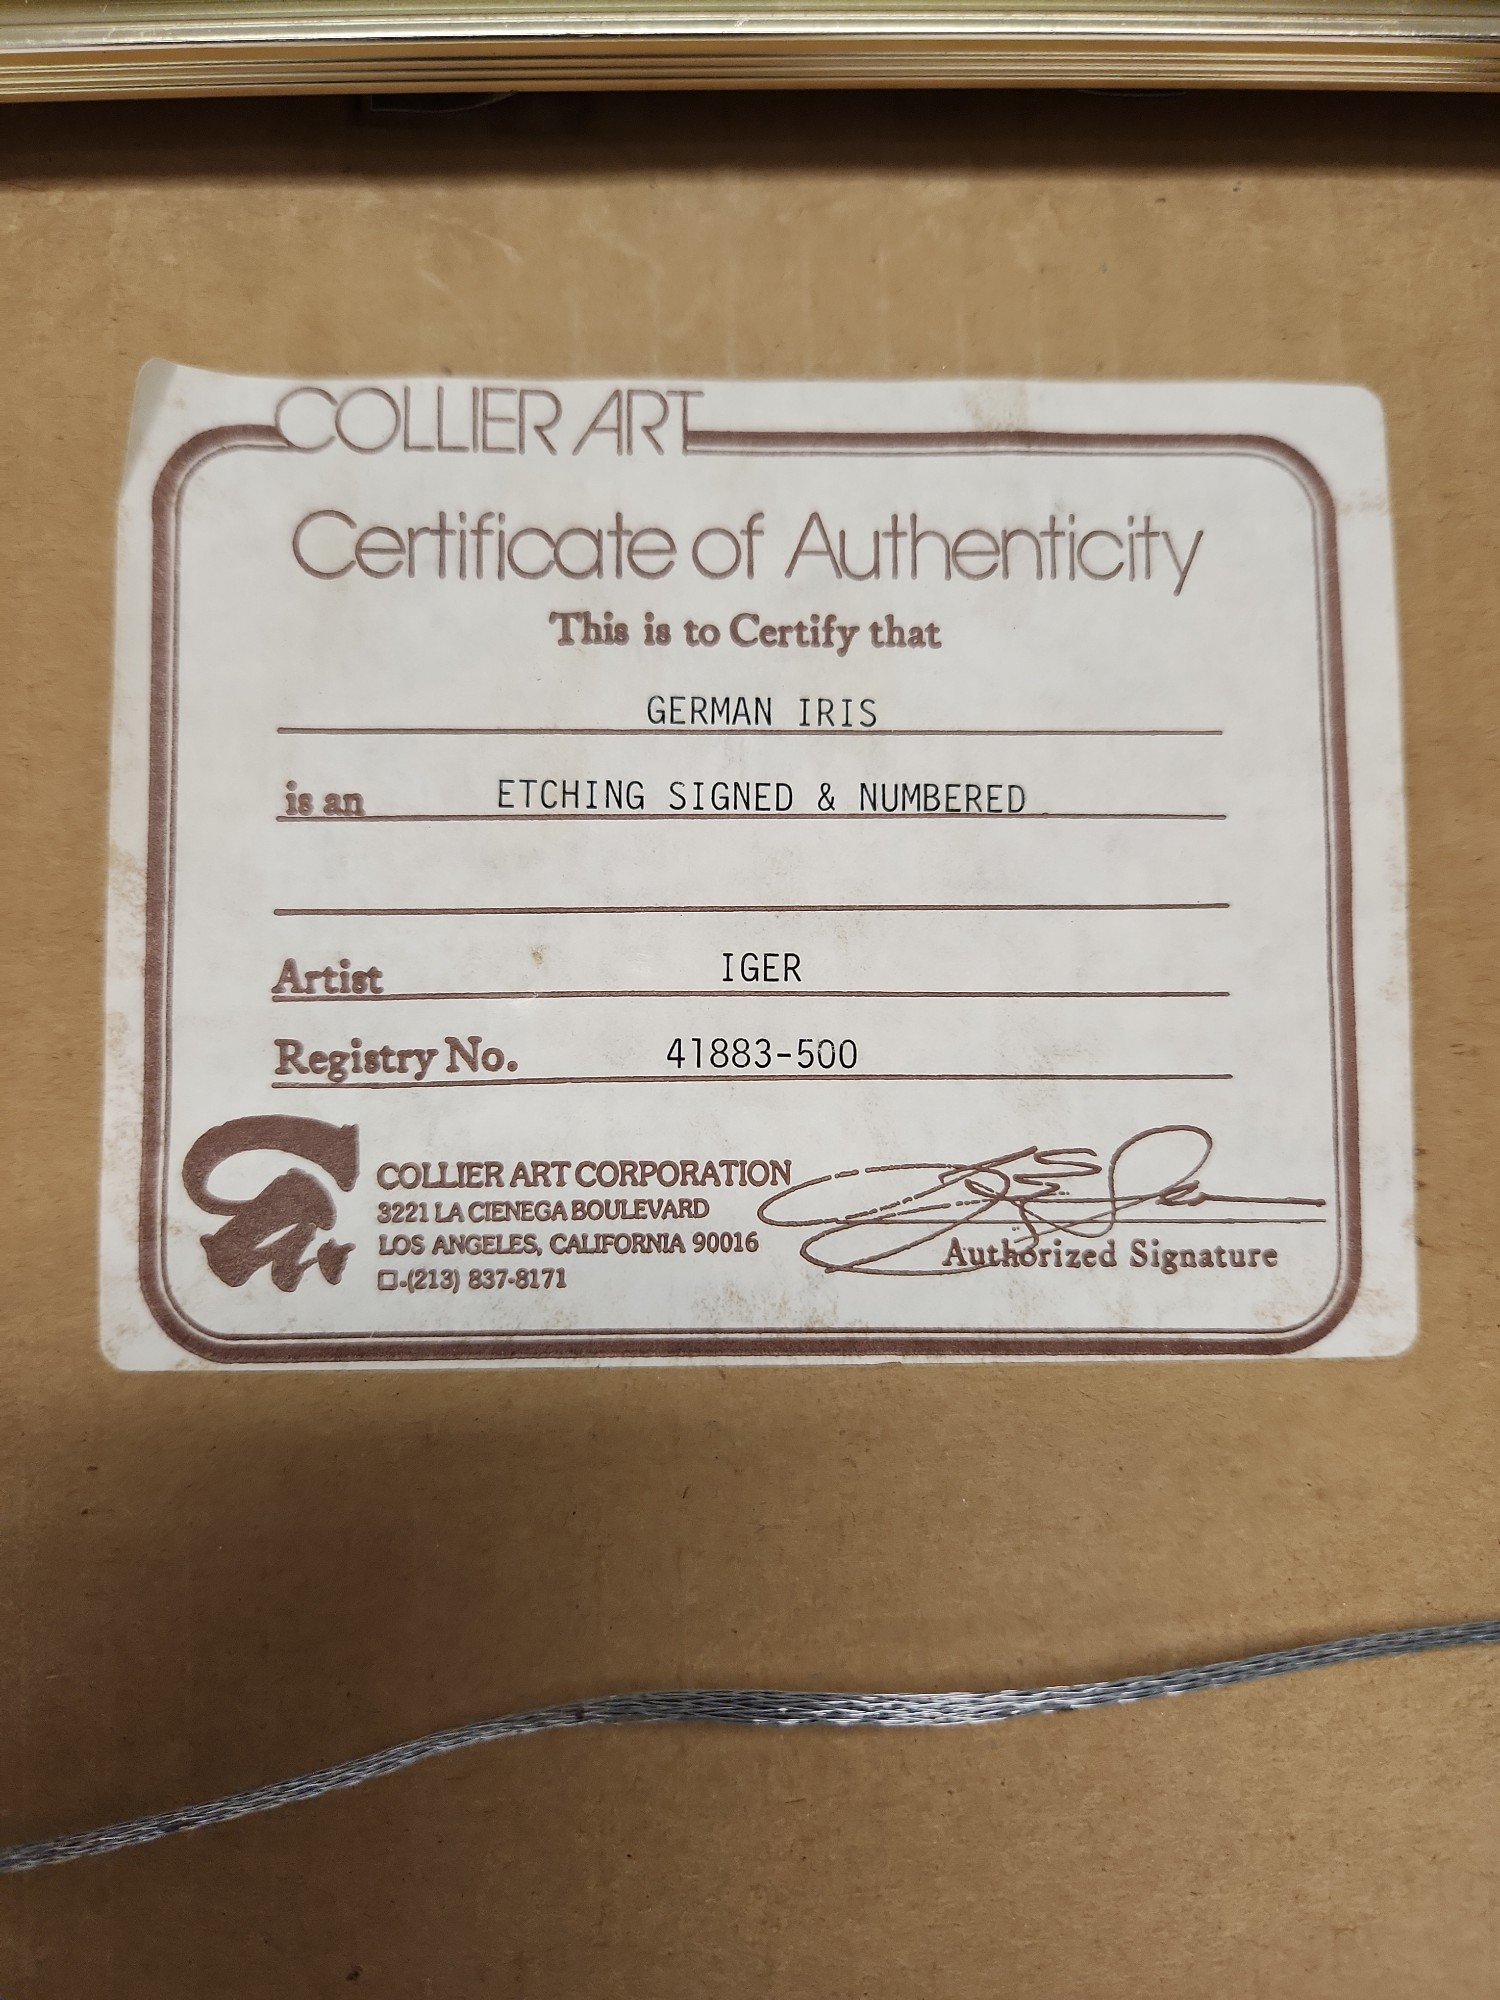 COLLIER ART
Certificate of Authenticity
This is to Certify that
GERMAN IRIS
is an ETCHING SIGNED & NUMBERED
Artist IGER
Registry No. 41883-500
COLLIER ART CORPORATION
3221 LA CIENEGA BOULEVARD
LOS ANGELES, CALIFORNIA 90016
(213) 837-8171
Authorized Signature